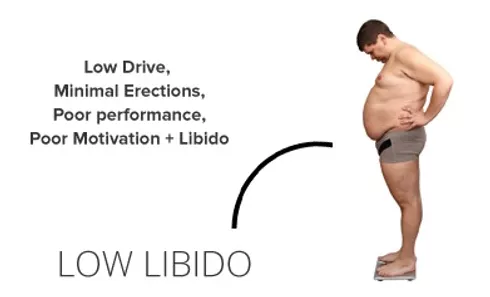 Low Drive,
Minimal Erections,
Poor performance,
Poor Motivation + Libido
LOW LIBIDO